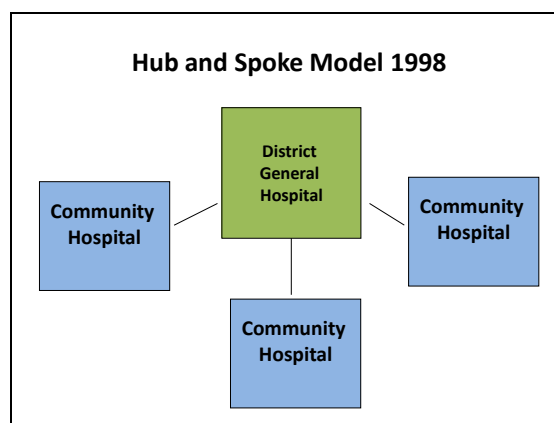 Hub and Spoke Model 1998
District
General
Hospital
Community
Hospital
Community
Hospital
Community
Hospital